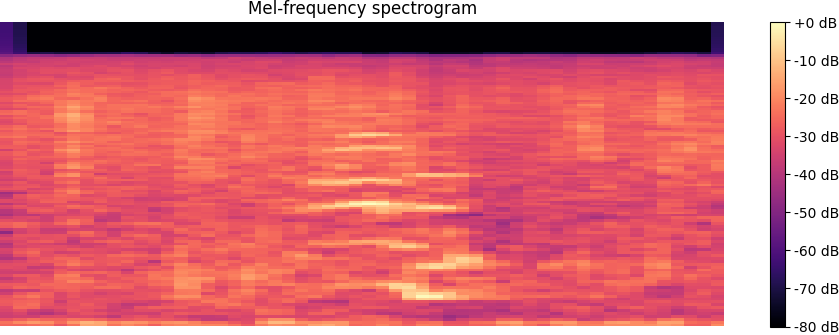 Mel-frequency spectrogram
+0 dB
-10 dB
-20 dB
-30 dB
-40 dB
-50 dB
-60 dB
-70 dB
-80 dB